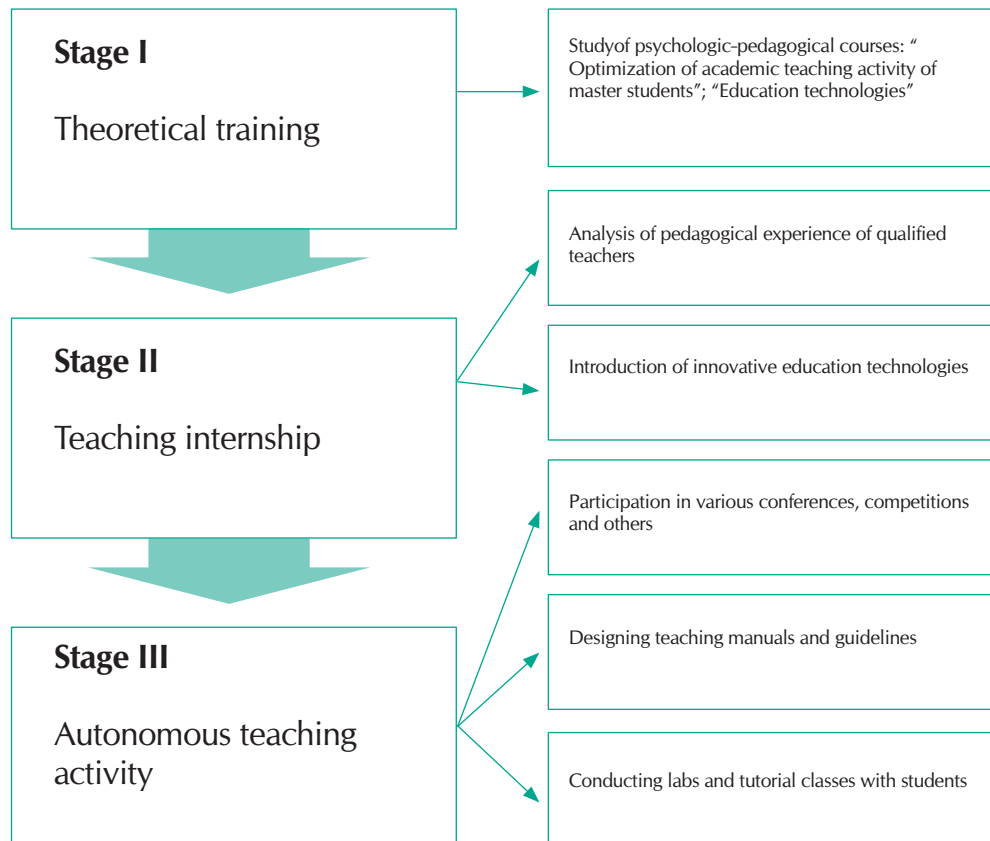 Stage I
Theoretical training
Studyof psychologic-pedagogical courses: “
Optimization of academic teaching activity of
master students”; “Education technologies”
Stage II
Teaching internship
Analysis of pedagogical experience of qualified
teachers
Introduction of innovative education technologies
Stage III
Autonomous teaching
activity
Participation in various conferences, competitions
and others
Designing teaching manuals and guidelines
Conducting labs and tutorial classes with students